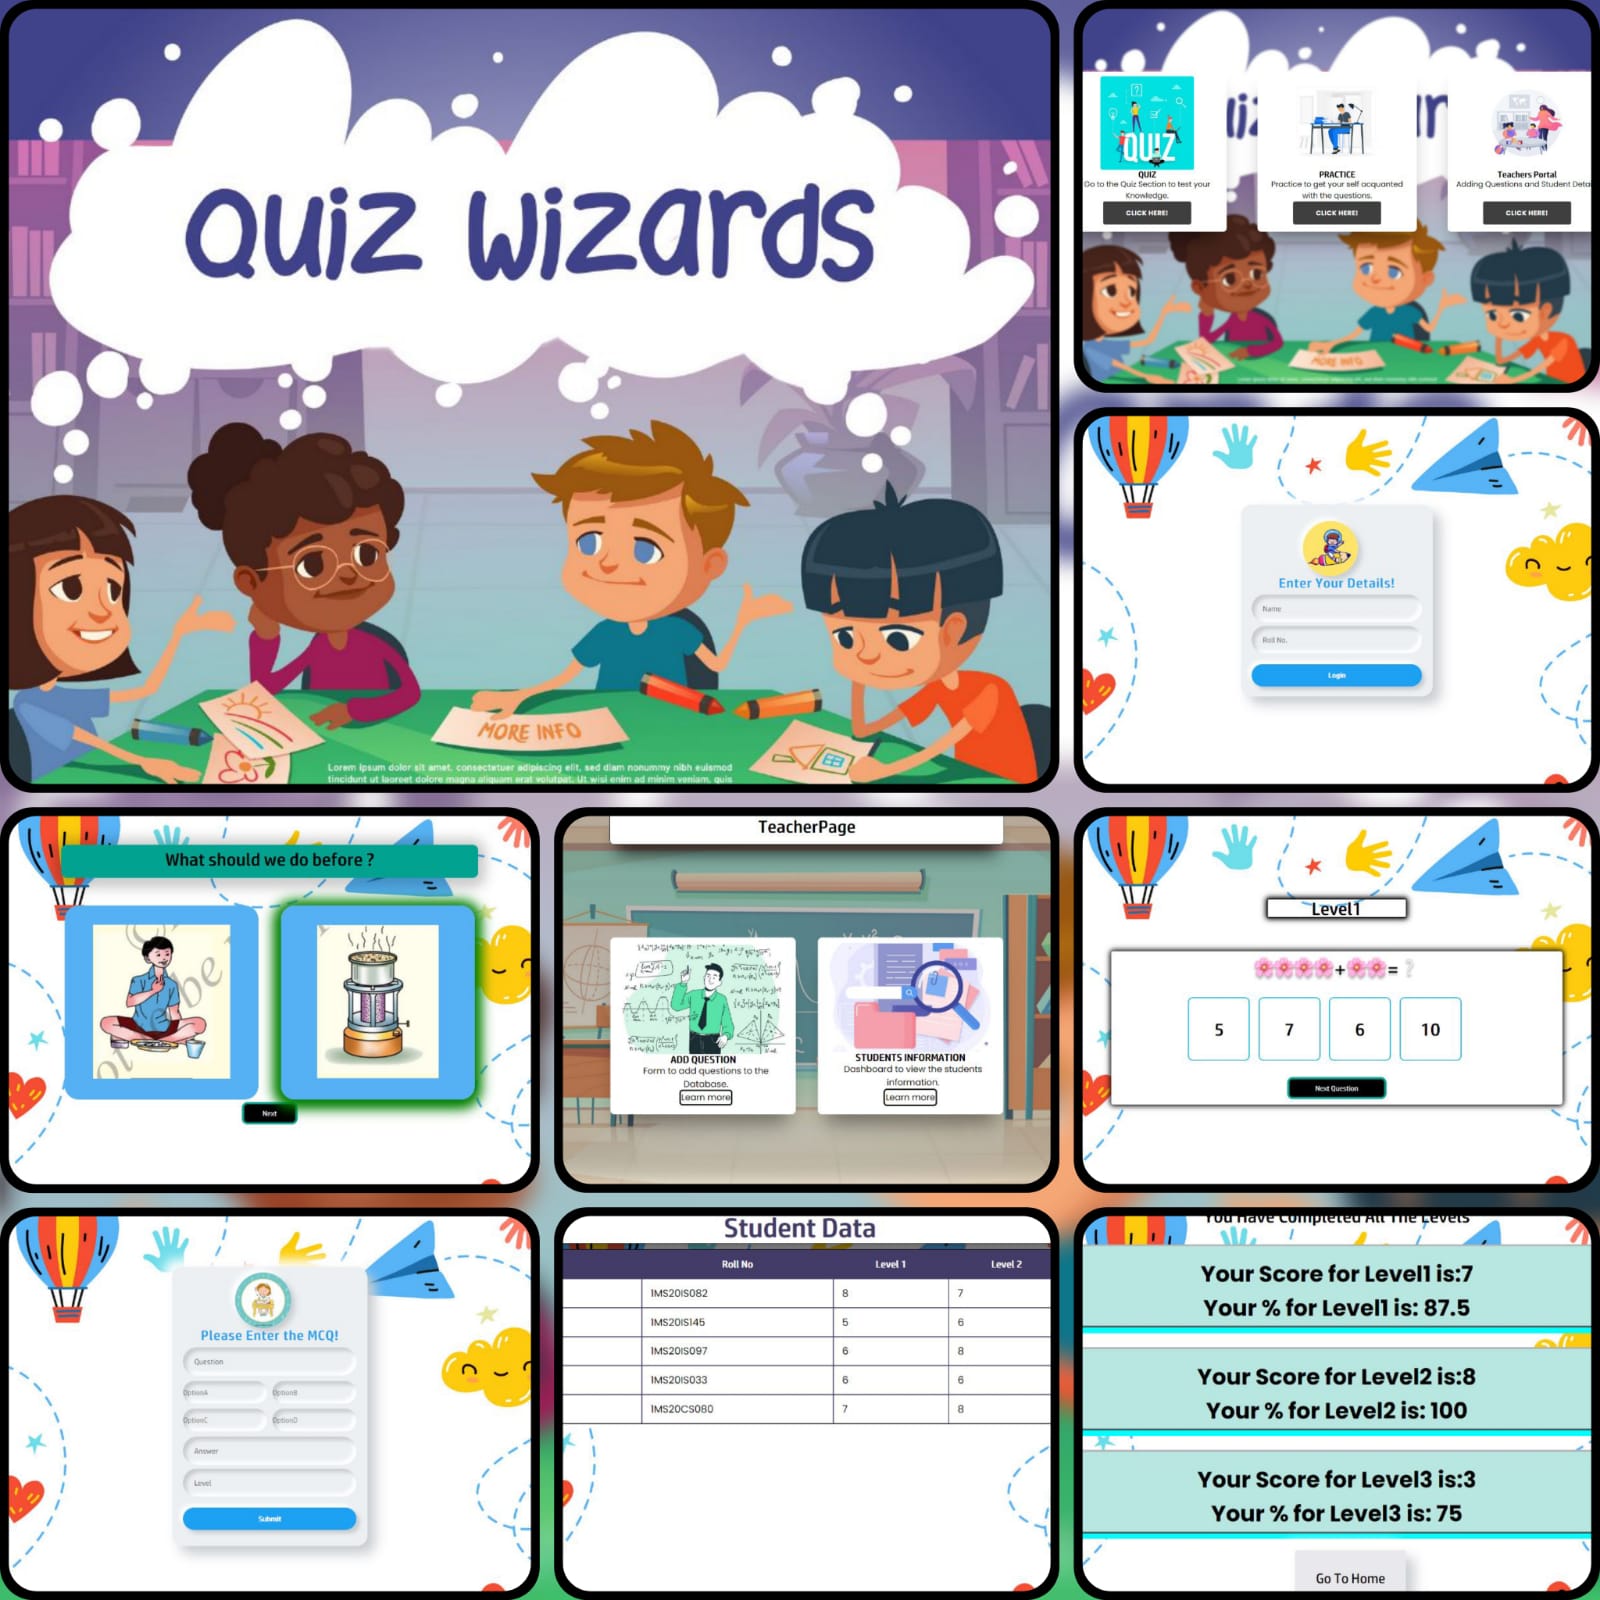 Quiz Wizards
MORE INFO
Lorem ipsum dolor sit amet, consectetuer adipiscing elit, sed diam nonummy nibh euismod
tincidunt ut laoreet dolore magna aliquam erat volutpat. Ut wisi enim ad minim veniam, quis
QUIZ
QUIZ
Go to the Quiz Section to test your
Knowledge.
CLICK HERE!
PRACTICE
Practice to get your self acquanted
with the questions.
CLICK HERE!
Teachers Portal
Adding Questions and Student Detai
CLICK HERE!
MORE INFO
Enter Your Details!
Name
Roll No.
Login
What should we do before ?
Next
TeacherPage
ADD QUESTION
Form to add questions to the
Database.
Learn more
STUDENTS INFORMATION
Dashboard to view the students
information.
Learn more
Level1
+ = ?
5 7 6 10
Next Question
Please Enter the MCQ!
Question
OptionA OptionB
OptionC OptionD
Answer
Level
Submit
Student Data
Roll No Level 1 Level 2
1MS20IS082 8 7
1MS20IS145 5 6
1MS20IS097 6 8
1MS20IS033 6 6
1MS20CS080 7 8
You Have Completed All The Levels
Your Score for Level1 is:7
Your % for Level1 is: 87.5
Your Score for Level2 is:8
Your % for Level2 is: 100
Your Score for Level3 is:3
Your % for Level3 is: 75
Go To Home